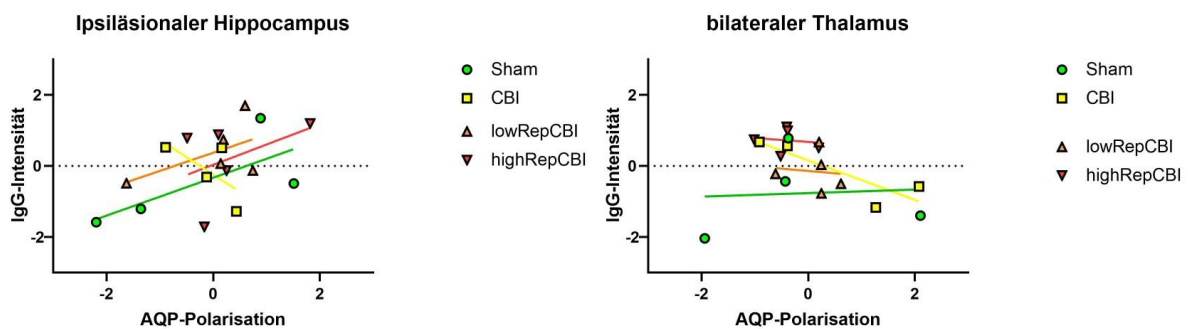 Ipsiläsionaler Hippocampus
IgG-Intensität
2
0
-2
-2
0
2
AQP-Polarisation
Sham
CBI
lowRepCBI
highRepCBI
bilateraler Thalamus
IgG-Intensität
2
0
-2
-2
0
2
AQP-Polarisation
Sham
CBI
lowRepCBI
highRepCBI